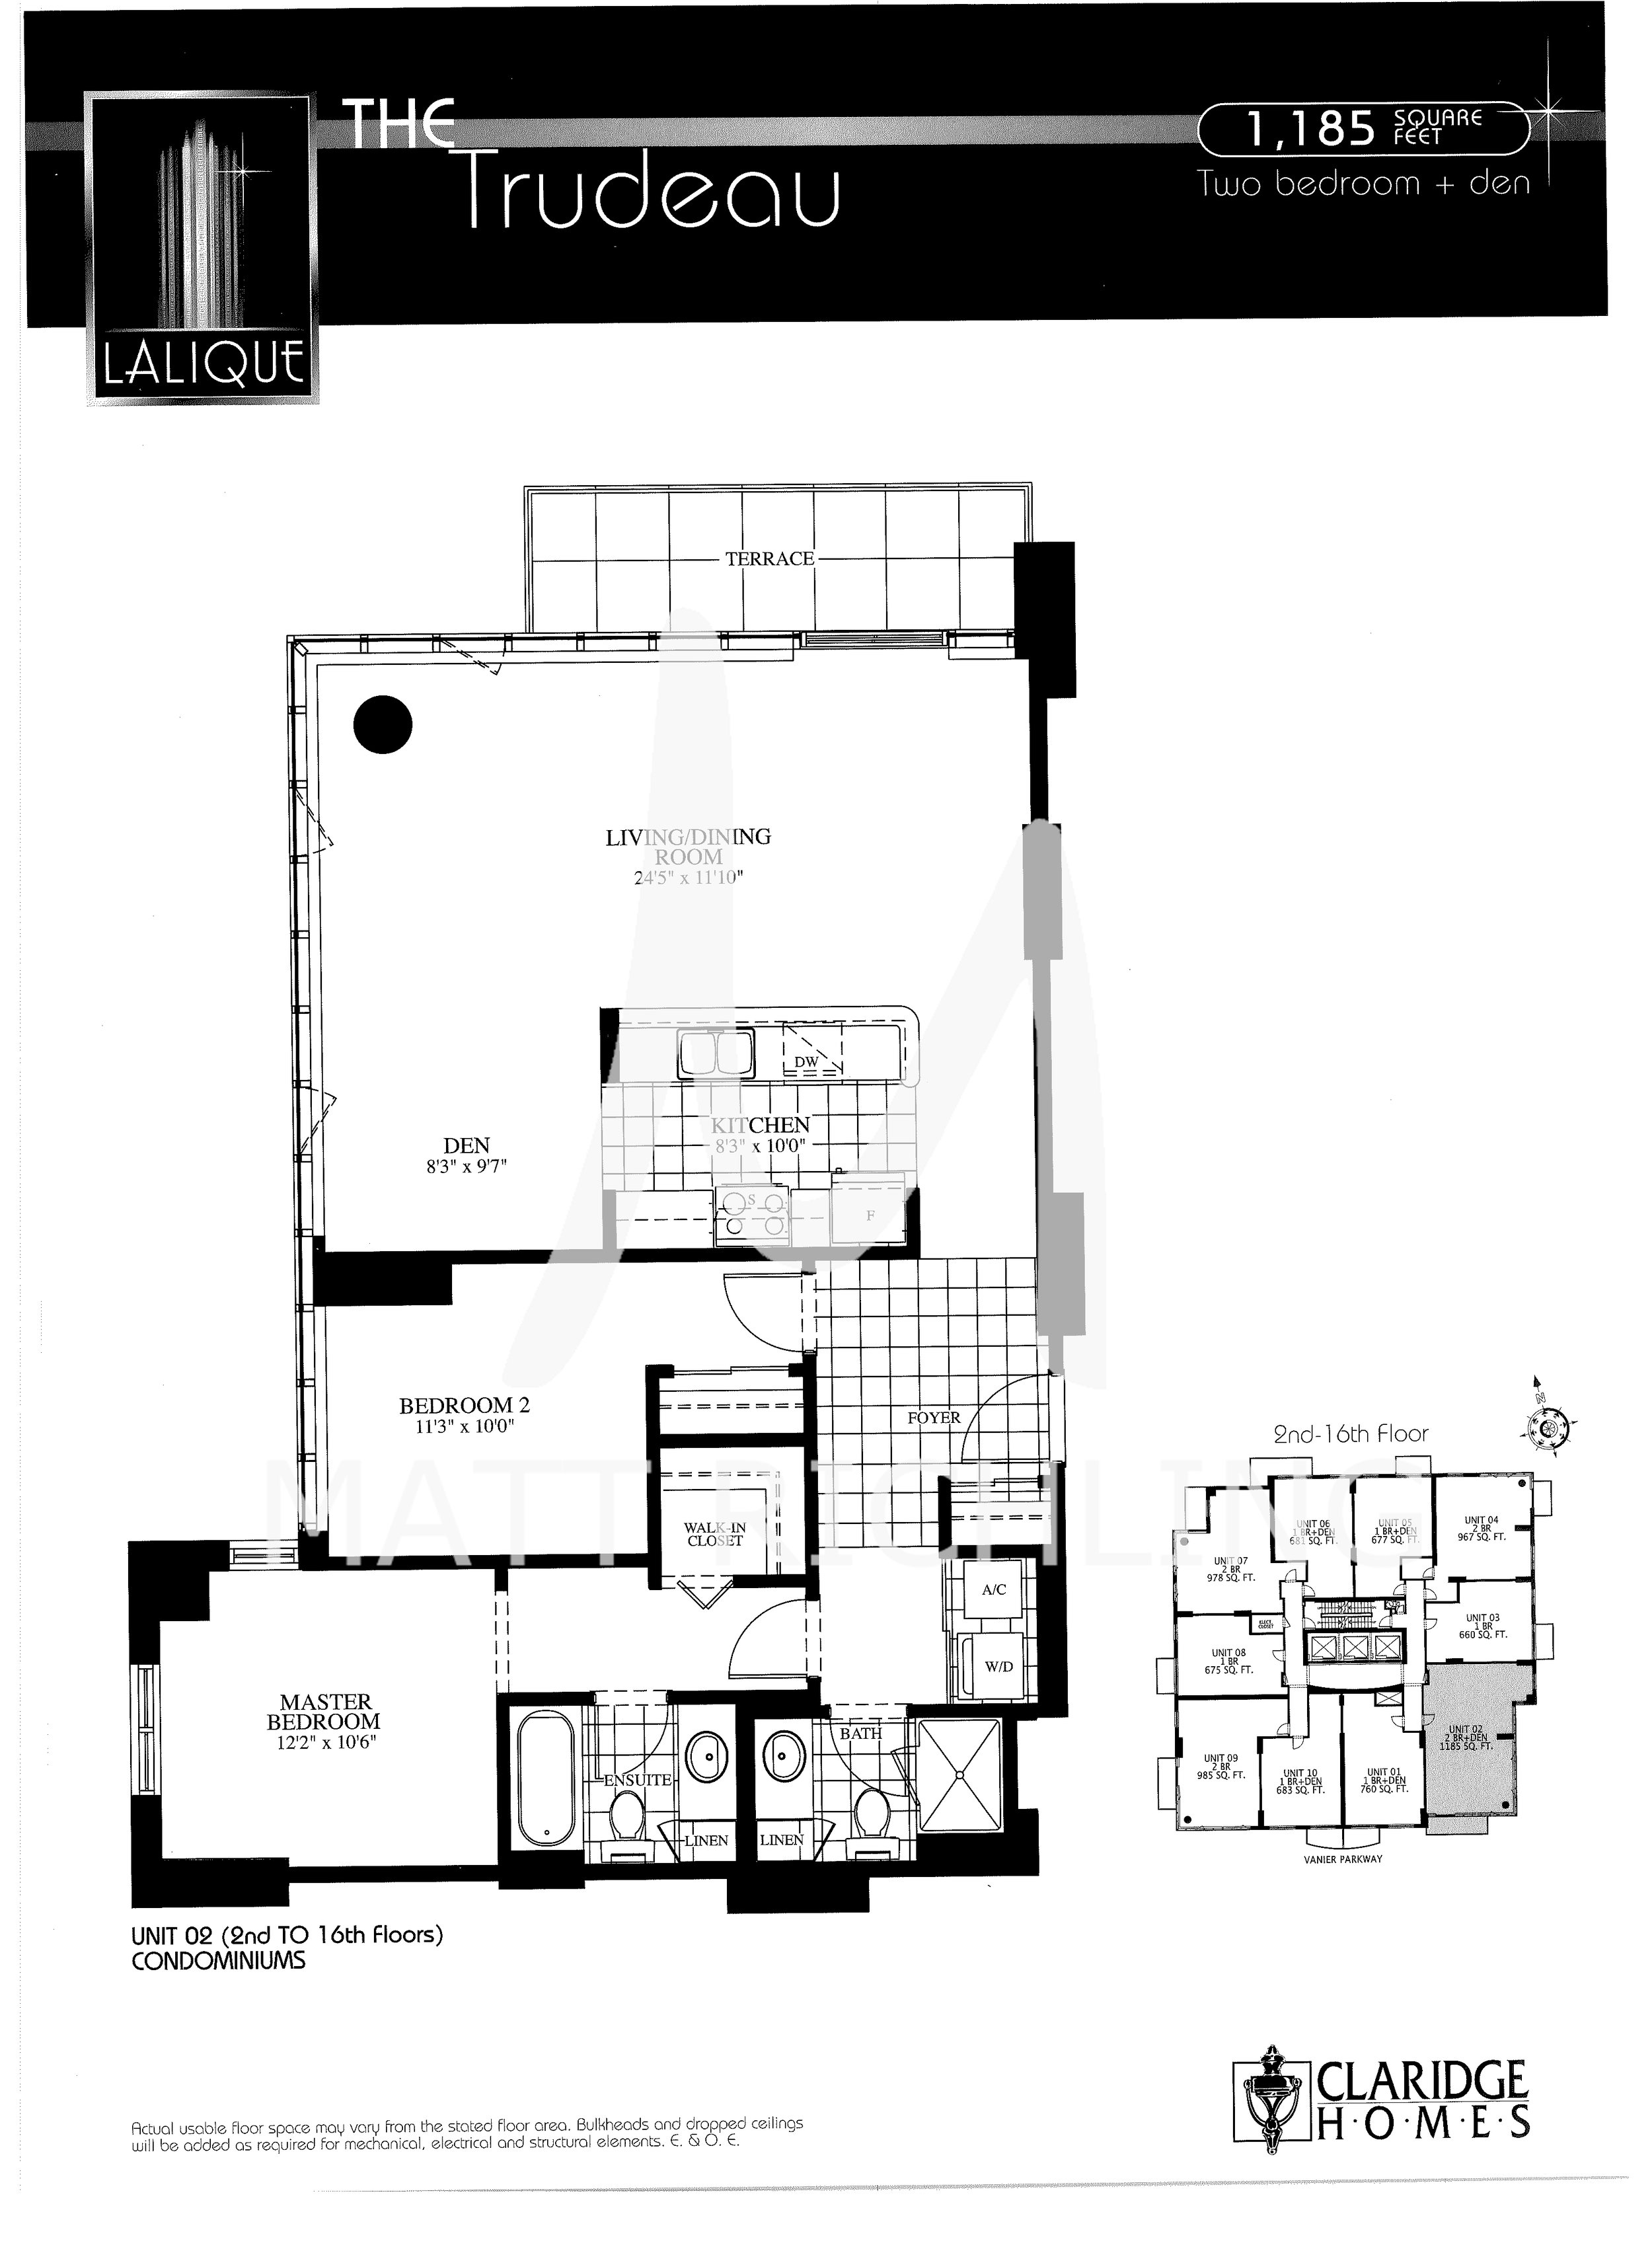 THE
Trudeau
1,185 SQUARE FEET
Two bedroom + den
LALIQUE
TERRACE
LIVING/DINING
ROOM
24'5" x 11'10"
DW
KITCHEN
8'3" x 10'0"
DEN
8'3" x 9'7"
S
F
BEDROOM 2
11'3" x 10'0"
FOYER
MATT RICHLING
WALK-IN
CLOSET
A/C
W/D
MASTER
BEDROOM
12'2" x 10'6"
BATH
ENSUITE
LINEN
LINEN
UNIT 02 (2nd TO 16th Floors)
CONDOMINIUMS
N
2nd-16th Floor
UNIT 06
1 BR+DEN
681 SQ. FT.
UNIT 05
1 BR+DEN
677 SQ. FT.
UNIT 04
2 BR
967 SQ. FT.
UNIT 07
2 BR
978 SQ. FT.
ELECT.
CLOSET
UNIT 03
1 BR
660 SQ. FT.
UNIT 08
1 BR
675 SQ. FT.
UNIT 02
2 BR+DEN
1185 SQ. FT.
UNIT 09
2 BR
985 SQ. FT.
UNIT 10
1 BR+DEN
683 SQ. FT.
UNIT 01
1 BR+DEN
760 SQ. FT.
VANIER PARKWAY
CLARIDGE
H·O·M·E·S
Actual usable floor space may vary from the stated floor area. Bulkheads and dropped ceilings
will be added as required for mechanical, electrical and structural elements. E. & O. E.